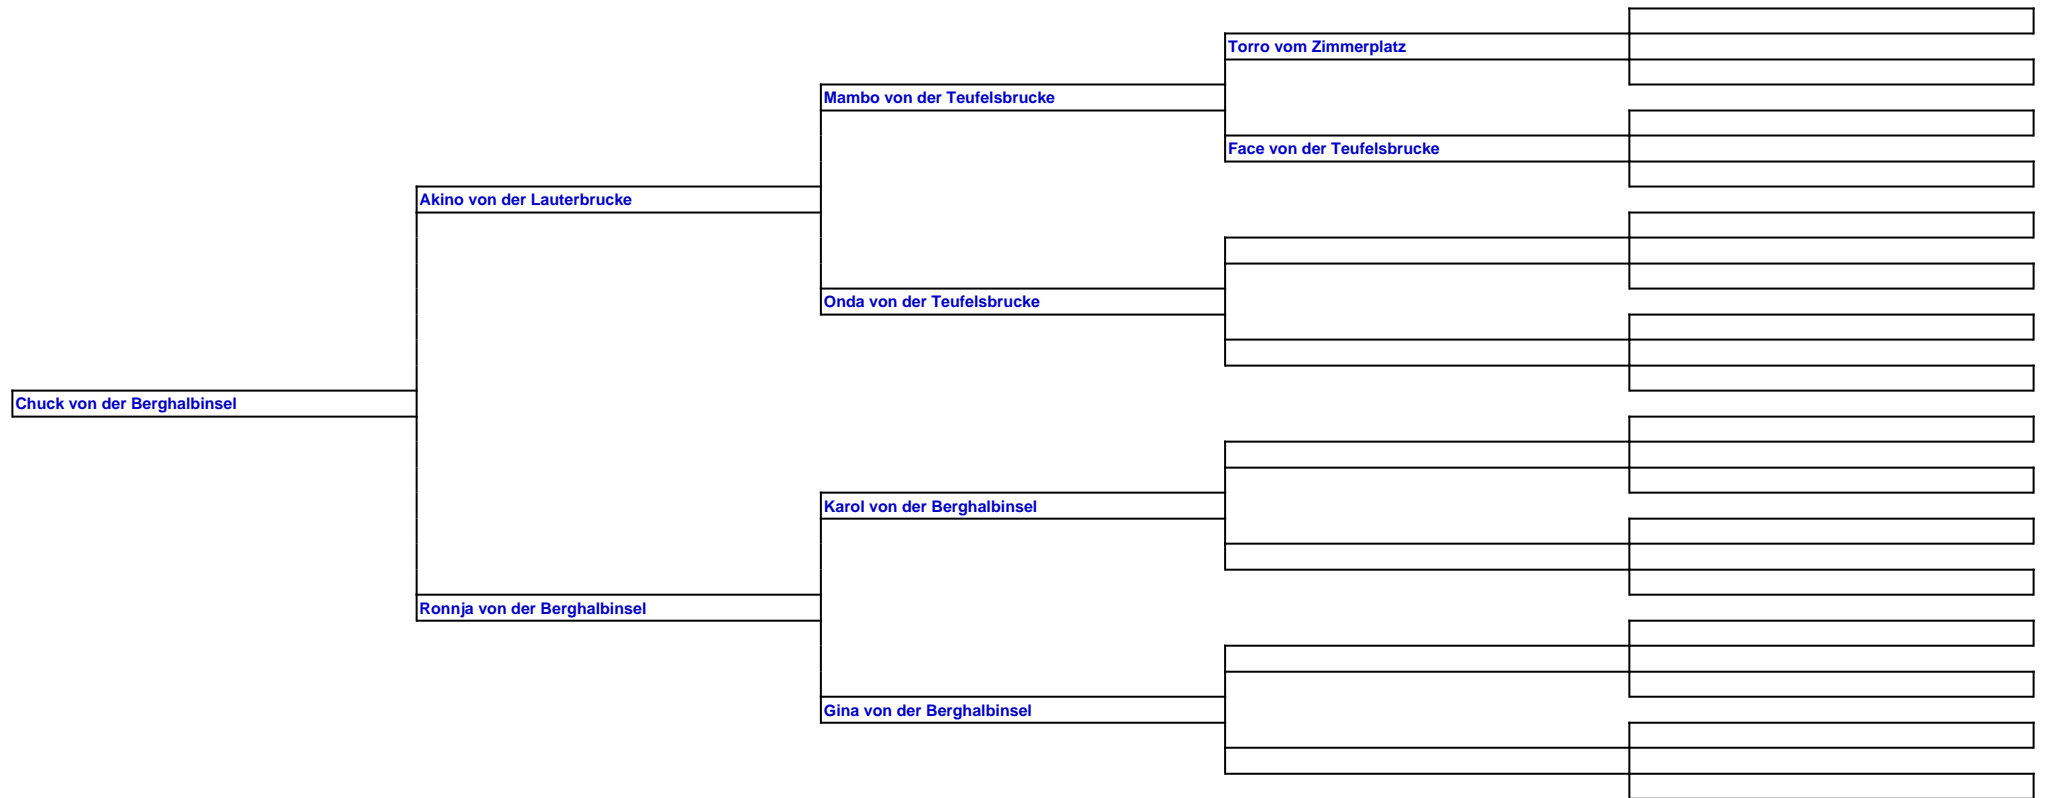 Torro vom Zimmerplatz
Mambo von der Teufelsbrucke
Face von der Teufelsbrucke
Akino von der Lauterbrucke
Onda von der Teufelsbrucke
Chuck von der Berghalbinsel
Karol von der Berghalbinsel
Ronnja von der Berghalbinsel
Gina von der Berghalbinsel